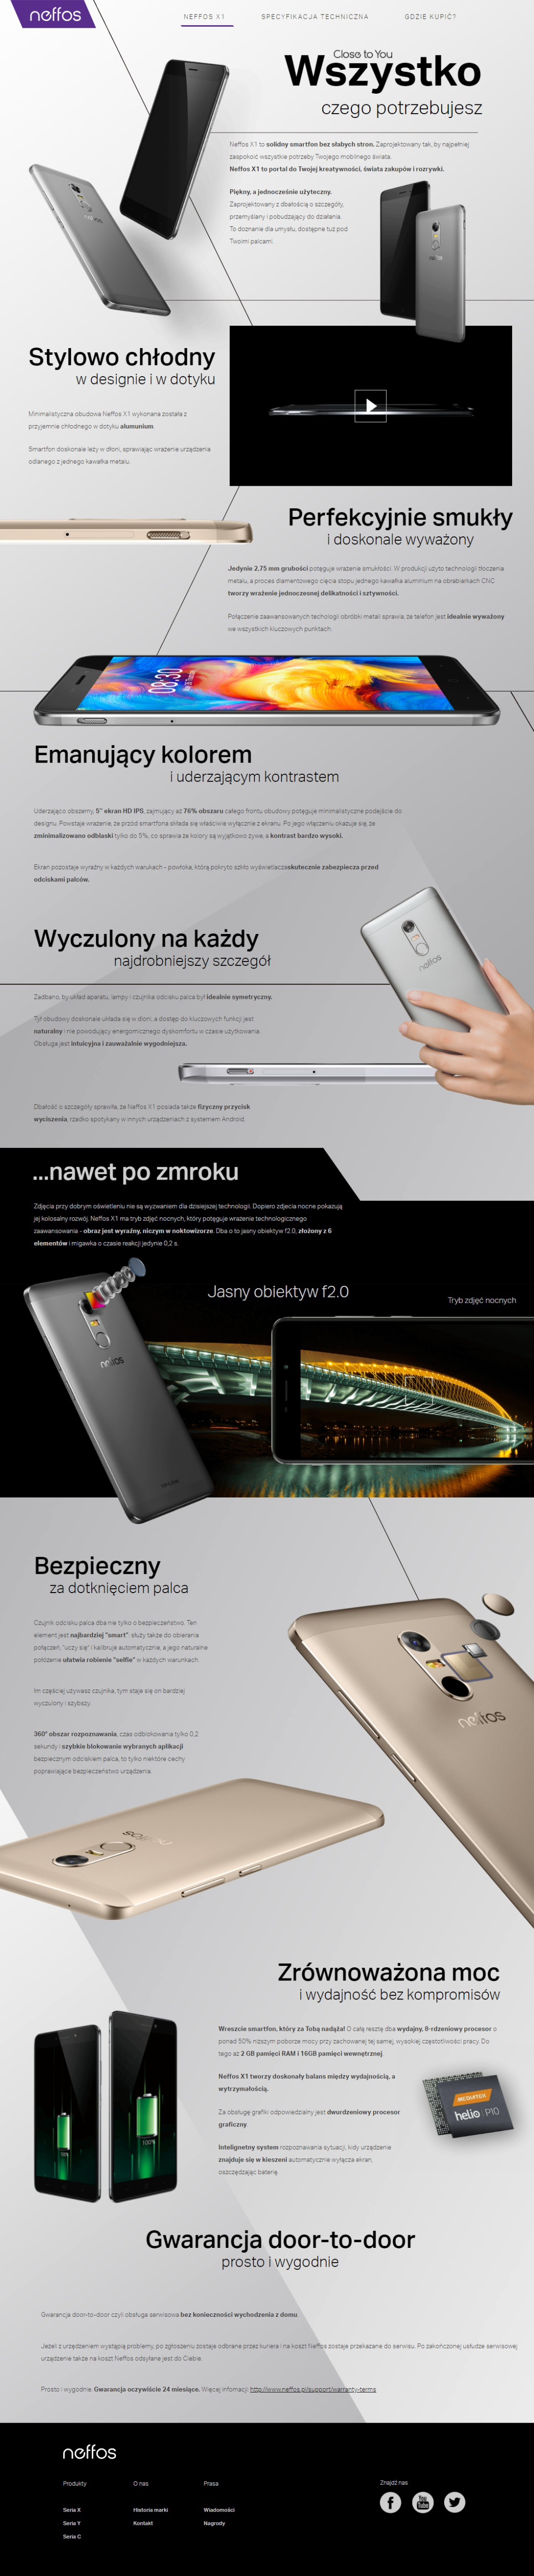 neffos
NEFFOS X1
SPECYFIKACJA TECHNICZNA
GDZIE KUPIĆ?
Close to You
Wszystko
czego potrzebujesz
Neffos X1 to solidny smartfon bez słabych stron. Zaprojektowany tak, by najpełniej
zaspokoić wszystkie potrzeby Twojego mobilnego świata.
Neffos X1 to portal do Twojej kreatywności, świata zakupów i rozrywki.
Piękny, a jednocześnie użyteczny.
Zaprojektowany z dbałością o szczegóły,
przemyślany i pobudzający do działania.
To doznanie dla umysłu, dostępne tuż pod
Twoimi palcami.
neffos
neffos
Stylowo chłodny
w designie i w dotyku
Minimalistyczna obudowa Neffos X1 wykonana została z
przyjemnie chłodnego w dotyku alumunium.
Smartfon doskonale leży w dłoni, sprawiając wrażenie urządzenia
odlanego z jednego kawałka metalu.
Perfekcyjnie smukły
i doskonale wyważony
Jedynie 2,75 mm grubości potęguje wrażenie smukłości. W produkcji użyto technologii tłoczenia
metalu, a proces diamentowego cięcia stopu jednego kawałka aluminium na obrabiarkach CNC
tworzy wrażenie jednoczesnej delikatności i sztywności.
Połączenie zaawansowanych techologii obróbki metali sprawia, że telefon jest idealnie wyważony
we wszystkich kluczowych punktach.
08:30
Emanujący kolorem
i uderzającym kontrastem
Uderzająco obszerny, 5" ekran HD IPS, zajmujący aż 76% obszaru całego frontu obudowy potęguje minimalistyczne podejście do
designu. Powstaje wrażenie, że przód smartfona składa się właściwie wyłącznie z ekranu. Po jego włączeniu okazuje się, że
zminimalizowano odblaski tylko do 5%, co sprawia że kolory są wyjątkowo żywe, a kontrast bardzo wysoki.
Ekran pozostaje wyraźny w każdych warukach - powłoka, którą pokryto szkło wyświetlaczaskutecznie zabezpiecza przed
odciskami palców.
Wyczulony na każdy
najdrobniejszy szczegół
neffos
Zadbano, by układ aparatu, lampy i czujnika odcisku palca był idealnie symetryczny.
Tył obudowy doskonale układa się w dłoni, a dostęp do kluczowych funkcji jest
naturalny i nie powodujący ergonomicznego dyskomfortu w czasie użytkowania.
Obsługa jest intuicyjna i zauważalnie wygodniejsza.
Dbałość o szczegóły sprawiła, że Neffos X1 posiada także fizyczny przycisk
wyciszenia, rzadko spotykany w innych urządzeniach z systemem Android.
...nawet po zmroku
Zdjęcia przy dobrym oświetleniu nie są wyzwaniem dla dzisiejszej technologii. Dopiero zdjecia nocne pokazują
jej kolosalny rozwój. Neffos X1 ma tryb zdjęć nocnych, który potęguje wrażenie technologicznego
zaawansowania - obraz jest wyraźny, niczym w noktowizorze. Dba o to jasny obiektyw f2.0, złożony z 6
elementów i migawka o czasie reakcji jedynie 0,2 s.
Jasny obiektyw f2.0
Tryb zdjęć nocnych
neffos
Bezpieczny
za dotknięciem palca
Czujnik odcisku palca dba nie tylko o bezpieczeństwo. Ten
element jest najbardziej "smart": służy także do obierania
połączeń, "uczy się" i kalibruje automatycznie, a jego naturalne
położenie ułatwia robienie "selfie" w każdych warunkach.
Im częściej używasz czujnika, tym staje się on bardziej
wyczulony i szybszy.
360° obszar rozpoznawania, czas odblokowania tylko 0,2
sekundy i szybkie blokowanie wybranych aplikacji
bezpiecznym odciskiem palca, to tylko niektóre cechy
poprawiające bezpieczeństwo urządzenia.
neffos
neffos
Zrównoważona moc
i wydajność bez kompromisów
Wreszcie smartfon, który za Tobą nadąża! O całą resztę dba wydajny, 8-rdzeniowy procesor o
ponad 50% niższym poborze mocy przy zachowanej tej samej, wysokiej częstotliwości pracy. Do
tego aż 2 GB pamięci RAM i 16GB pamięci wewnętrznej.
Neffos X1 tworzy doskonały balans między wydajnością, a
wytrzymałością.
Za obsługę grafiki odpowiedzialny jest dwurdzeniowy procesor
graficzny.
Intelignetny system rozpoznawania sytuacji, kidy urządzenie
znajduje się w kieszeni automatycznie wyłącza ekran,
oszczędzając baterię.
100%
MEDIATEK
helio P10
Gwarancja door-to-door
prosto i wygodnie
Gwarancja door-to-door czyli obsługa serwisowa bez konieczności wychodzenia z domu.
Jeżeli z urządzeniem wystąpią problemy, po zgłoszeniu zostaje odbrane przez kuriera i na koszt Neffos zostaje przekazane do serwisu. Po zakończonej usłudze serwisowej
urządzenie także na koszt Neffos odsyłane jest do Ciebie.
Prosto i wygodnie. Gwarancja oczywiście 24 miesiące. Więcej infomacji: http://www.neffos.pl/support/warranty-terms
neffos
Produkty
O nas
Prasa
Znajdź nas
Seria X
Historia marki
Wiadomości
Seria Y
Kontakt
Nagrody
Seria C
You
Tube